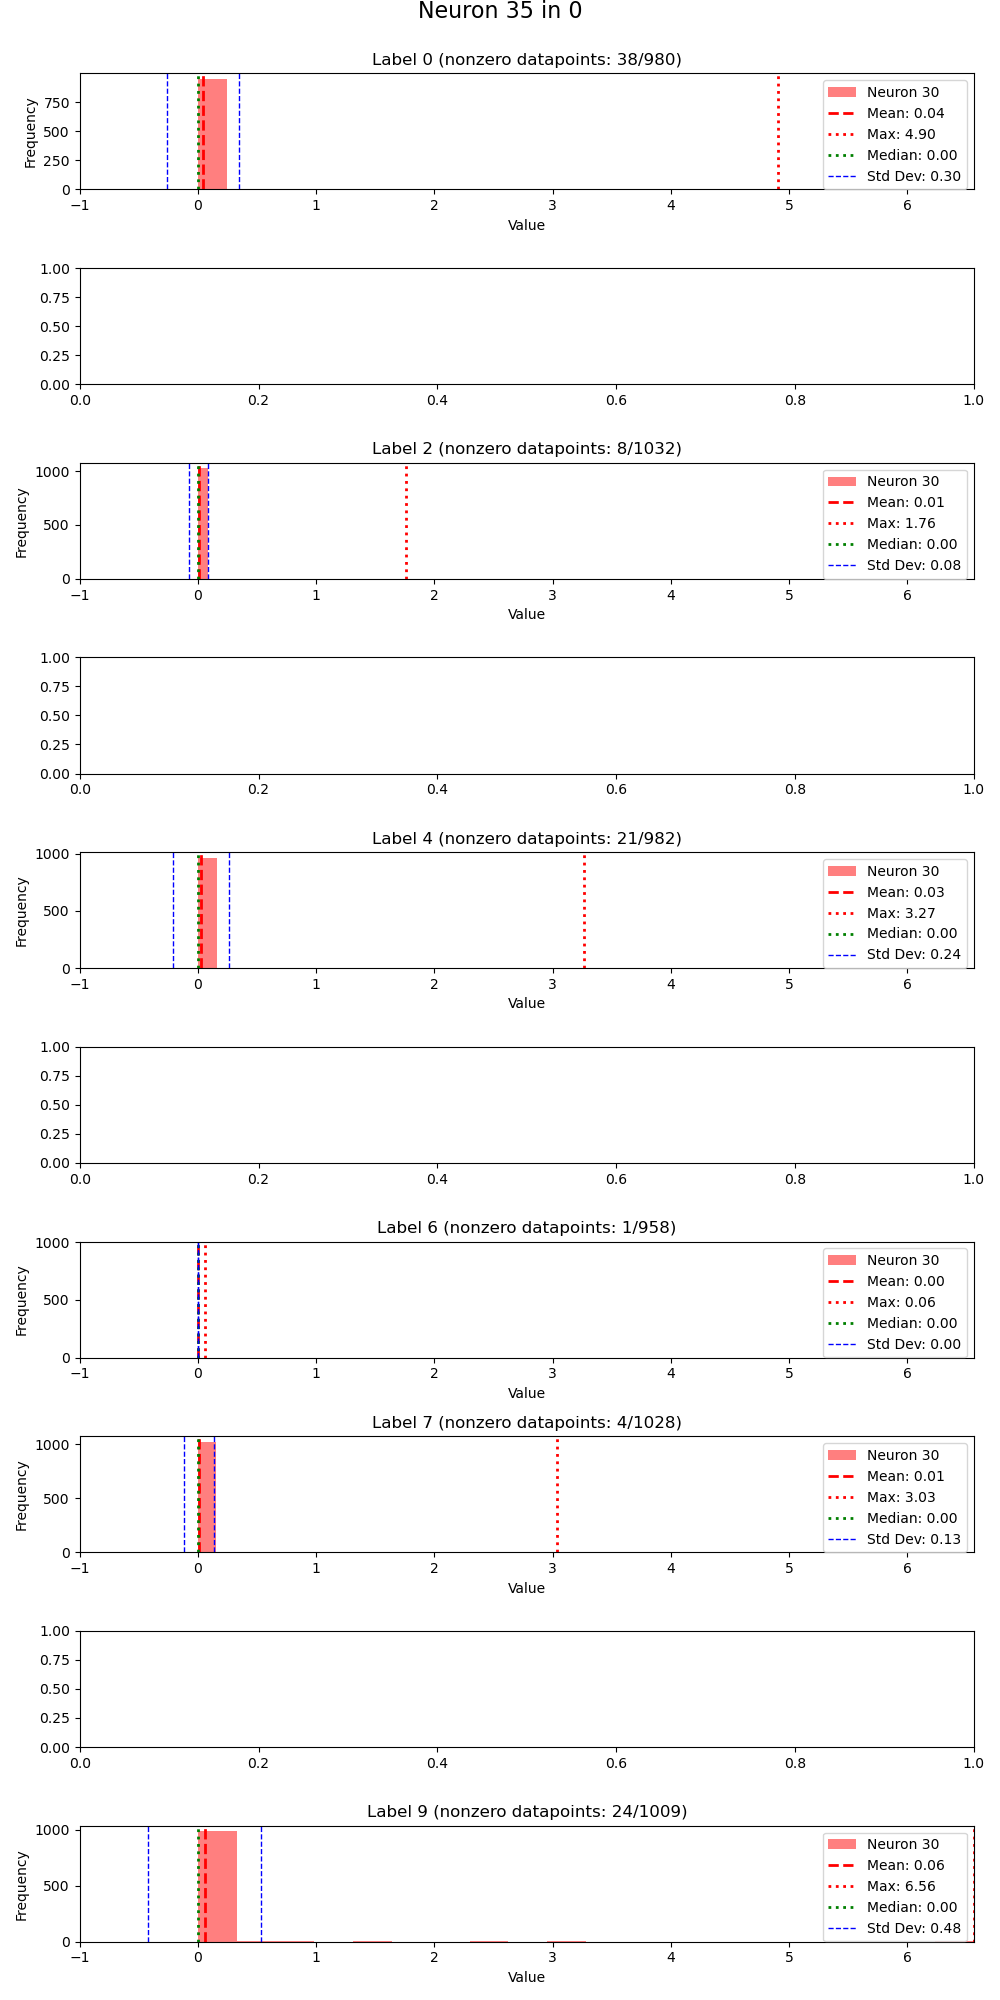 Neuron 35 in 0
Label 0 (nonzero datapoints: 38/980)
Frequency
750
500
250
0
Neuron 30
Mean: 0.04
Max: 4.90
Median: 0.00
Std Dev: 0.30
−1 0 1 2 3 4 5 6
Value
1.00
0.75
0.50
0.25
0.00
0.0 0.2 0.4 0.6 0.8 1.0
Label 2 (nonzero datapoints: 8/1032)
Frequency
1000
500
0
Neuron 30
Mean: 0.01
Max: 1.76
Median: 0.00
Std Dev: 0.08
−1 0 1 2 3 4 5 6
Value
1.00
0.75
0.50
0.25
0.00
0.0 0.2 0.4 0.6 0.8 1.0
Label 4 (nonzero datapoints: 21/982)
Frequency
1000
500
0
Neuron 30
Mean: 0.03
Max: 3.27
Median: 0.00
Std Dev: 0.24
−1 0 1 2 3 4 5 6
Value
1.00
0.75
0.50
0.25
0.00
0.0 0.2 0.4 0.6 0.8 1.0
Label 6 (nonzero datapoints: 1/958)
Frequency
1000
500
0
Neuron 30
Mean: 0.00
Max: 0.06
Median: 0.00
Std Dev: 0.00
−1 0 1 2 3 4 5 6
Value
Label 7 (nonzero datapoints: 4/1028)
Frequency
1000
500
0
Neuron 30
Mean: 0.01
Max: 3.03
Median: 0.00
Std Dev: 0.13
−1 0 1 2 3 4 5 6
Value
1.00
0.75
0.50
0.25
0.00
0.0 0.2 0.4 0.6 0.8 1.0
Label 9 (nonzero datapoints: 24/1009)
Frequency
1000
500
0
Neuron 30
Mean: 0.06
Max: 6.56
Median: 0.00
Std Dev: 0.48
−1 0 1 2 3 4 5 6
Value